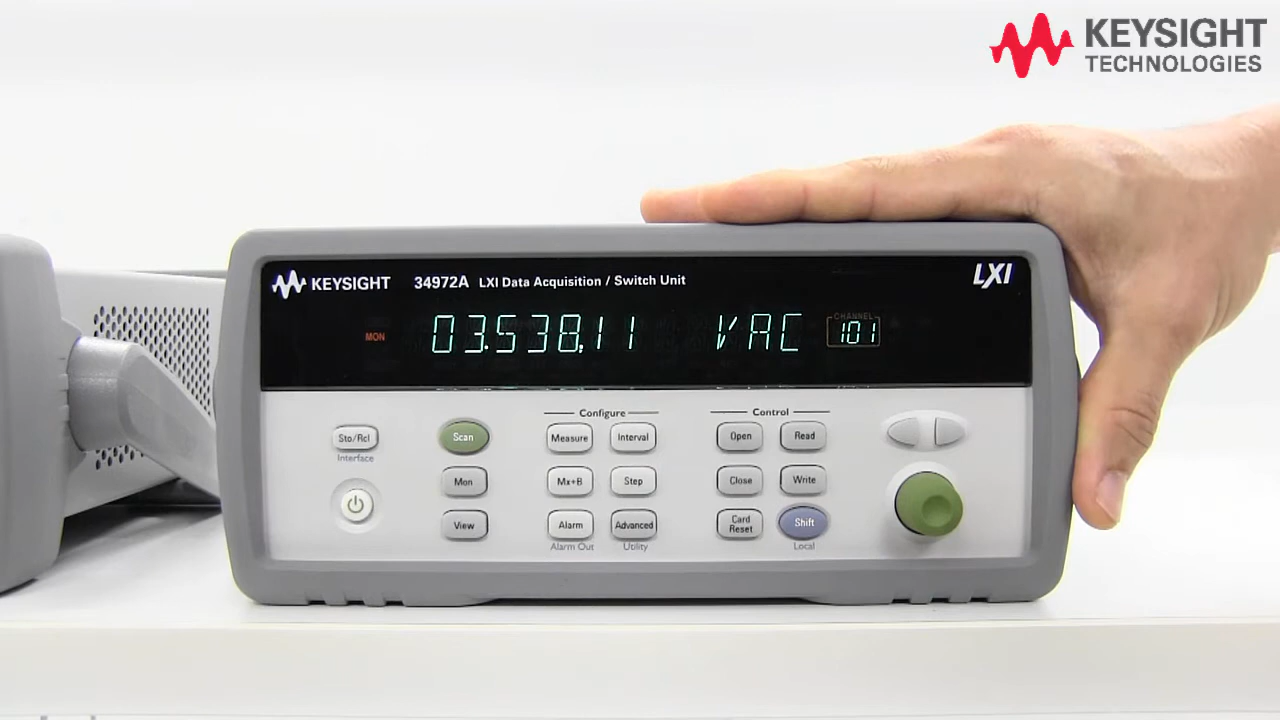 KEYSIGHT
TECHNOLOGIES
KEYSIGHT 34972A LXI Data Acquisition / Switch Unit LXI
MON 03.538,11 VAC CHANNEL 101
Configure Control
Sto/Rcl Scan Measure Interval Open Read
Interface
Mon Mx+B Step Close Write
View Alarm Advanced Card Reset Shift
Alarm Out Utility Local